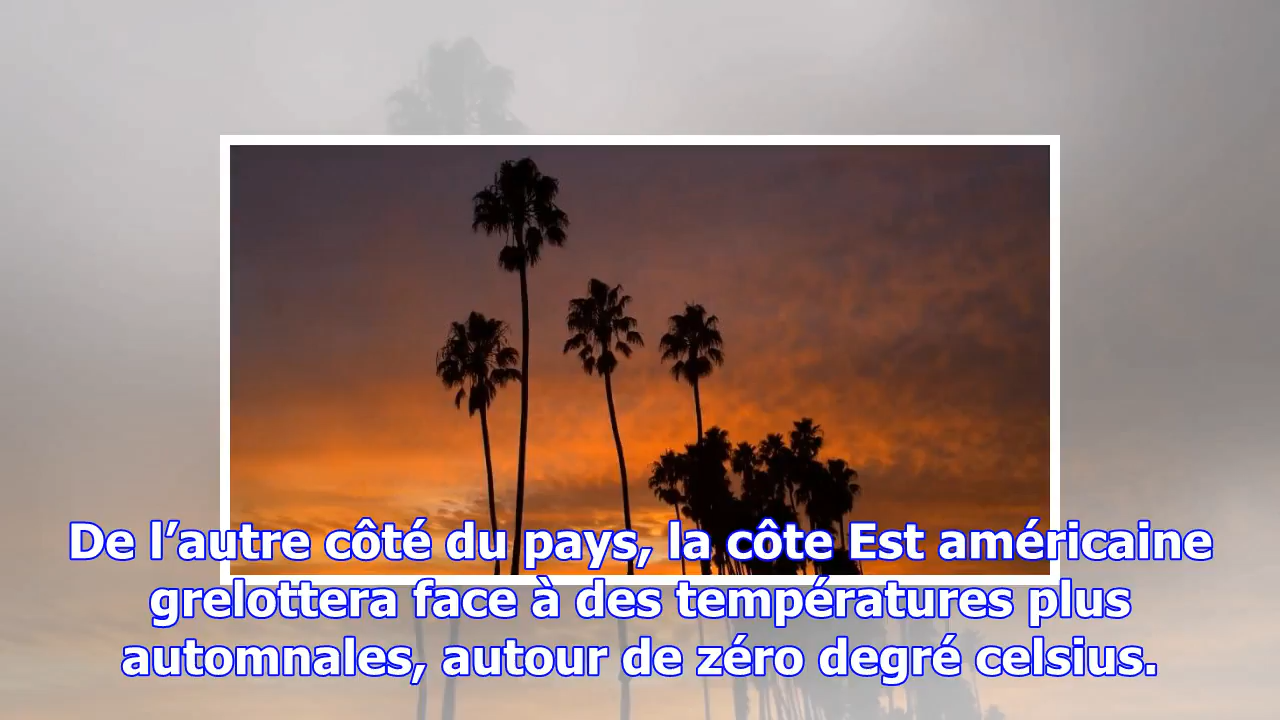 De l’autre côté du pays, la côte Est américaine
grelottera face à des températures plus
automnales, autour de zéro degré celsius.